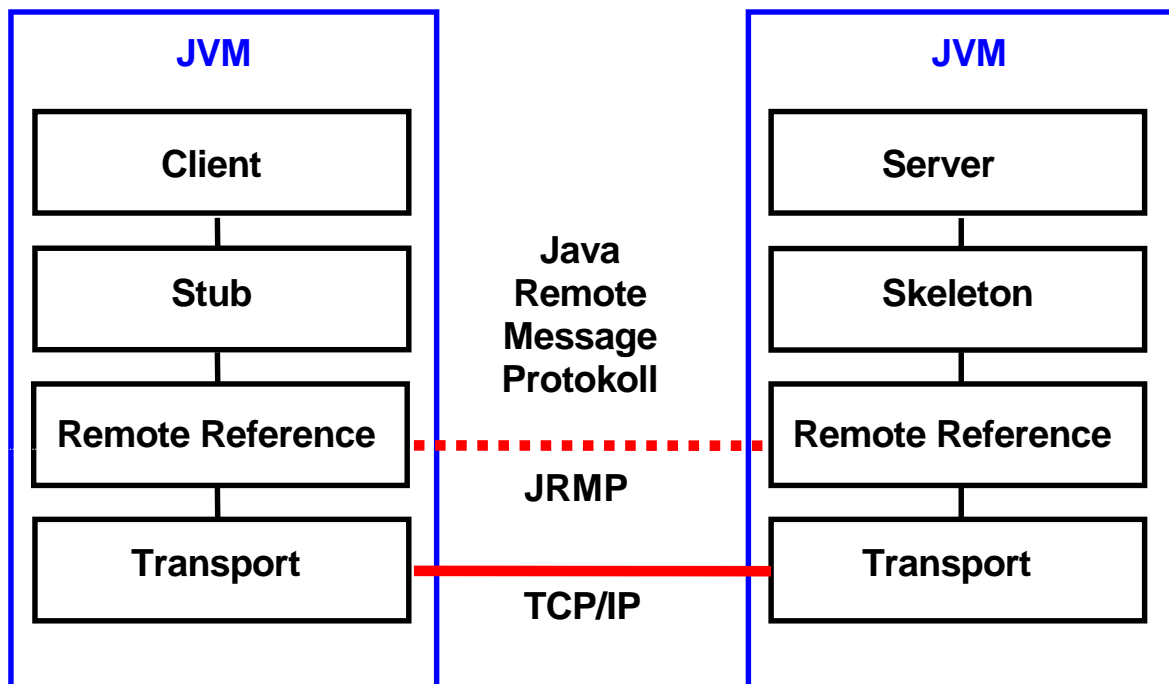 JVM
Client
Stub
Remote Reference
Transport
Java
Remote
Message
Protokoll
JRMP
TCP/IP
JVM
Server
Skeleton
Remote Reference
Transport